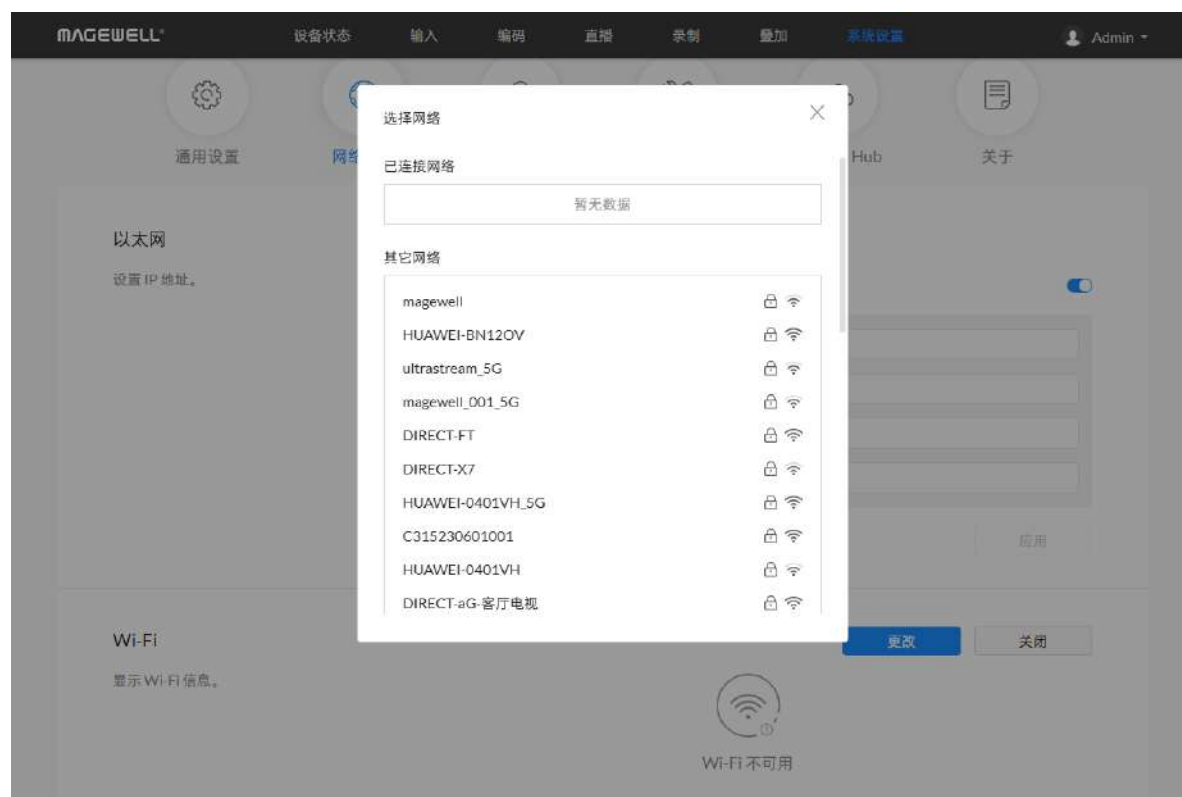 MAGEWELL®
设备状态 输入 编码 直播 录制 叠加 系统设置 Admin
通用设置 网络 Hub 关于
选择网络
已连接网络
暂无数据
其它网络
magewell
HUAWEI-BN12OV
ultrastream_5G
magewell_001_5G
DIRECT-FT
DIRECT-X7
HUAWEI-0401VH_5G
C315230601001
HUAWEI-0401VH
DIRECT-aG-客厅电视
以太网
设置 IP 地址。
应用
Wi-Fi
更改 关闭
显示 Wi-Fi 信息。
Wi-Fi 不可用